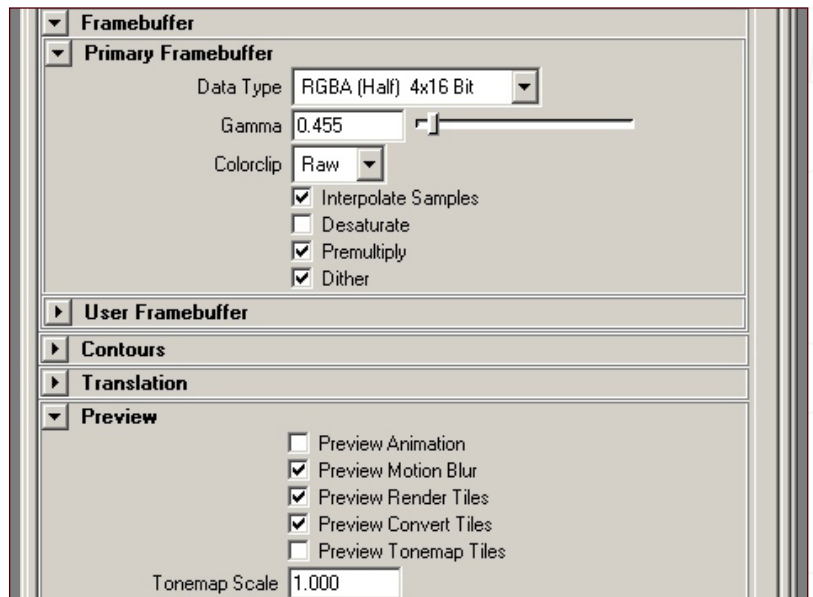 Framebuffer
Primary Framebuffer
Data Type RGBA (Half) 4x16 Bit
Gamma 0.455
Colorclip Raw
Interpolate Samples
Desaturate
Premultiply
Dither
User Framebuffer
Contours
Translation
Preview
Preview Animation
Preview Motion Blur
Preview Render Tiles
Preview Convert Tiles
Preview Tonemap Tiles
Tonemap Scale 1.000